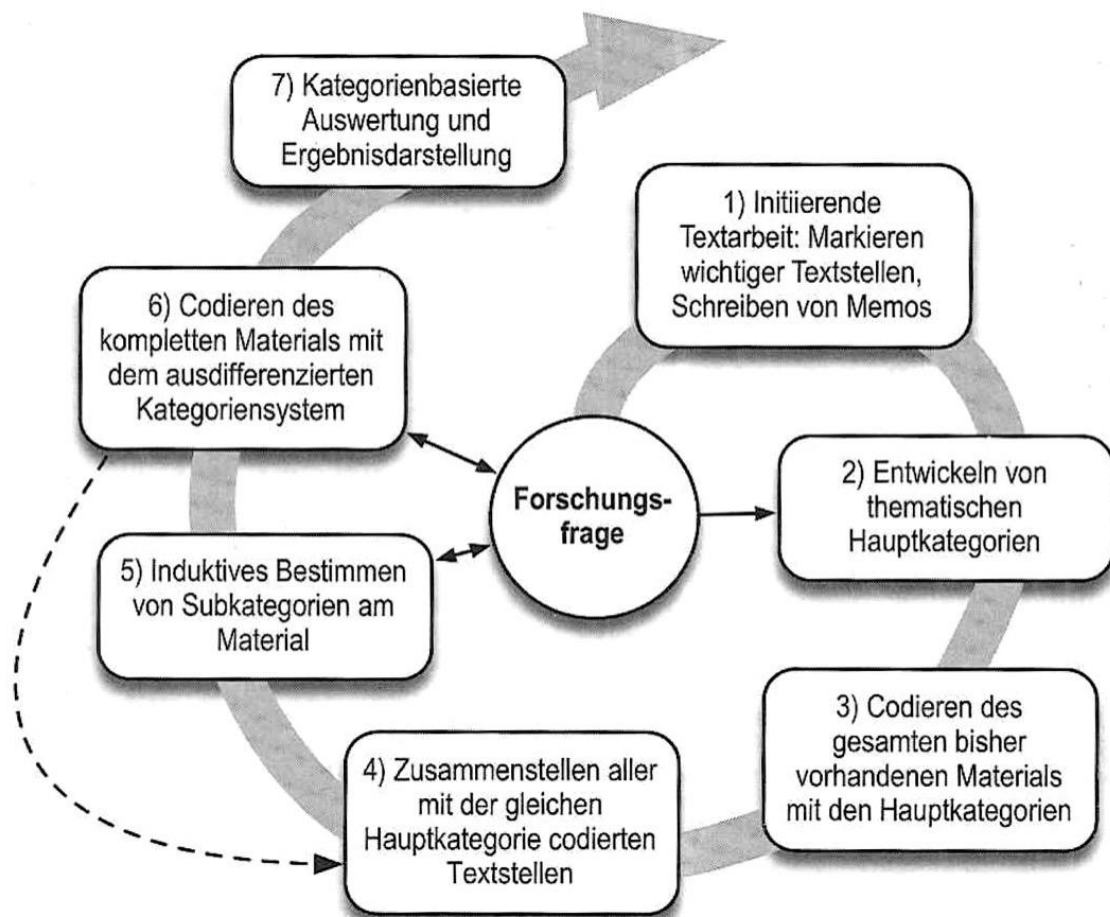 7) Kategorienbasierte
Auswertung und
Ergebnisdarstellung
1) Initiierende
Textarbeit: Markieren
wichtiger Textstellen,
Schreiben von Memos
6) Codieren des
kompletten Materials mit
dem ausdifferenzierten
Kategoriensystem
Forschungs-
frage
2) Entwickeln von
thematischen
Hauptkategorien
5) Induktives Bestimmen
von Subkategorien am
Material
3) Codieren des
gesamten bisher
vorhandenen Materials
mit den Hauptkategorien
4) Zusammenstellen aller
mit der gleichen
Hauptkategorie codierten
Textstellen